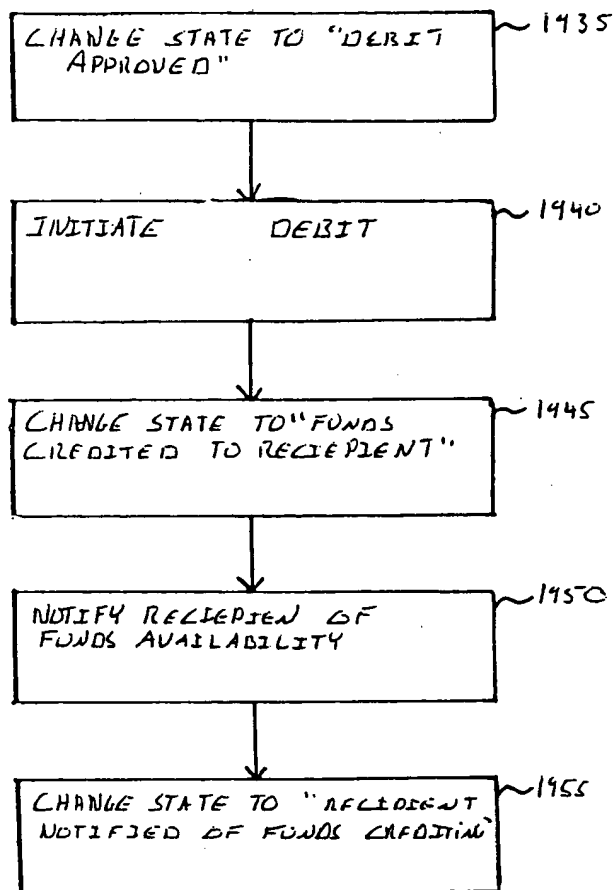 CHANGE STATE TO "DEBIT
APPROVED"
1935
INITIATE DEBIT
1940
CHANGE STATE TO "FUNDS
CREDITED TO RECIEPIENT"
1945
NOTIFY RECIEPIEN OF
FUNDS AVAILABILITY
1950
CHANGE STATE TO "RECIPIENT
NOTIFIED OF FUNDS CREDITING
1955